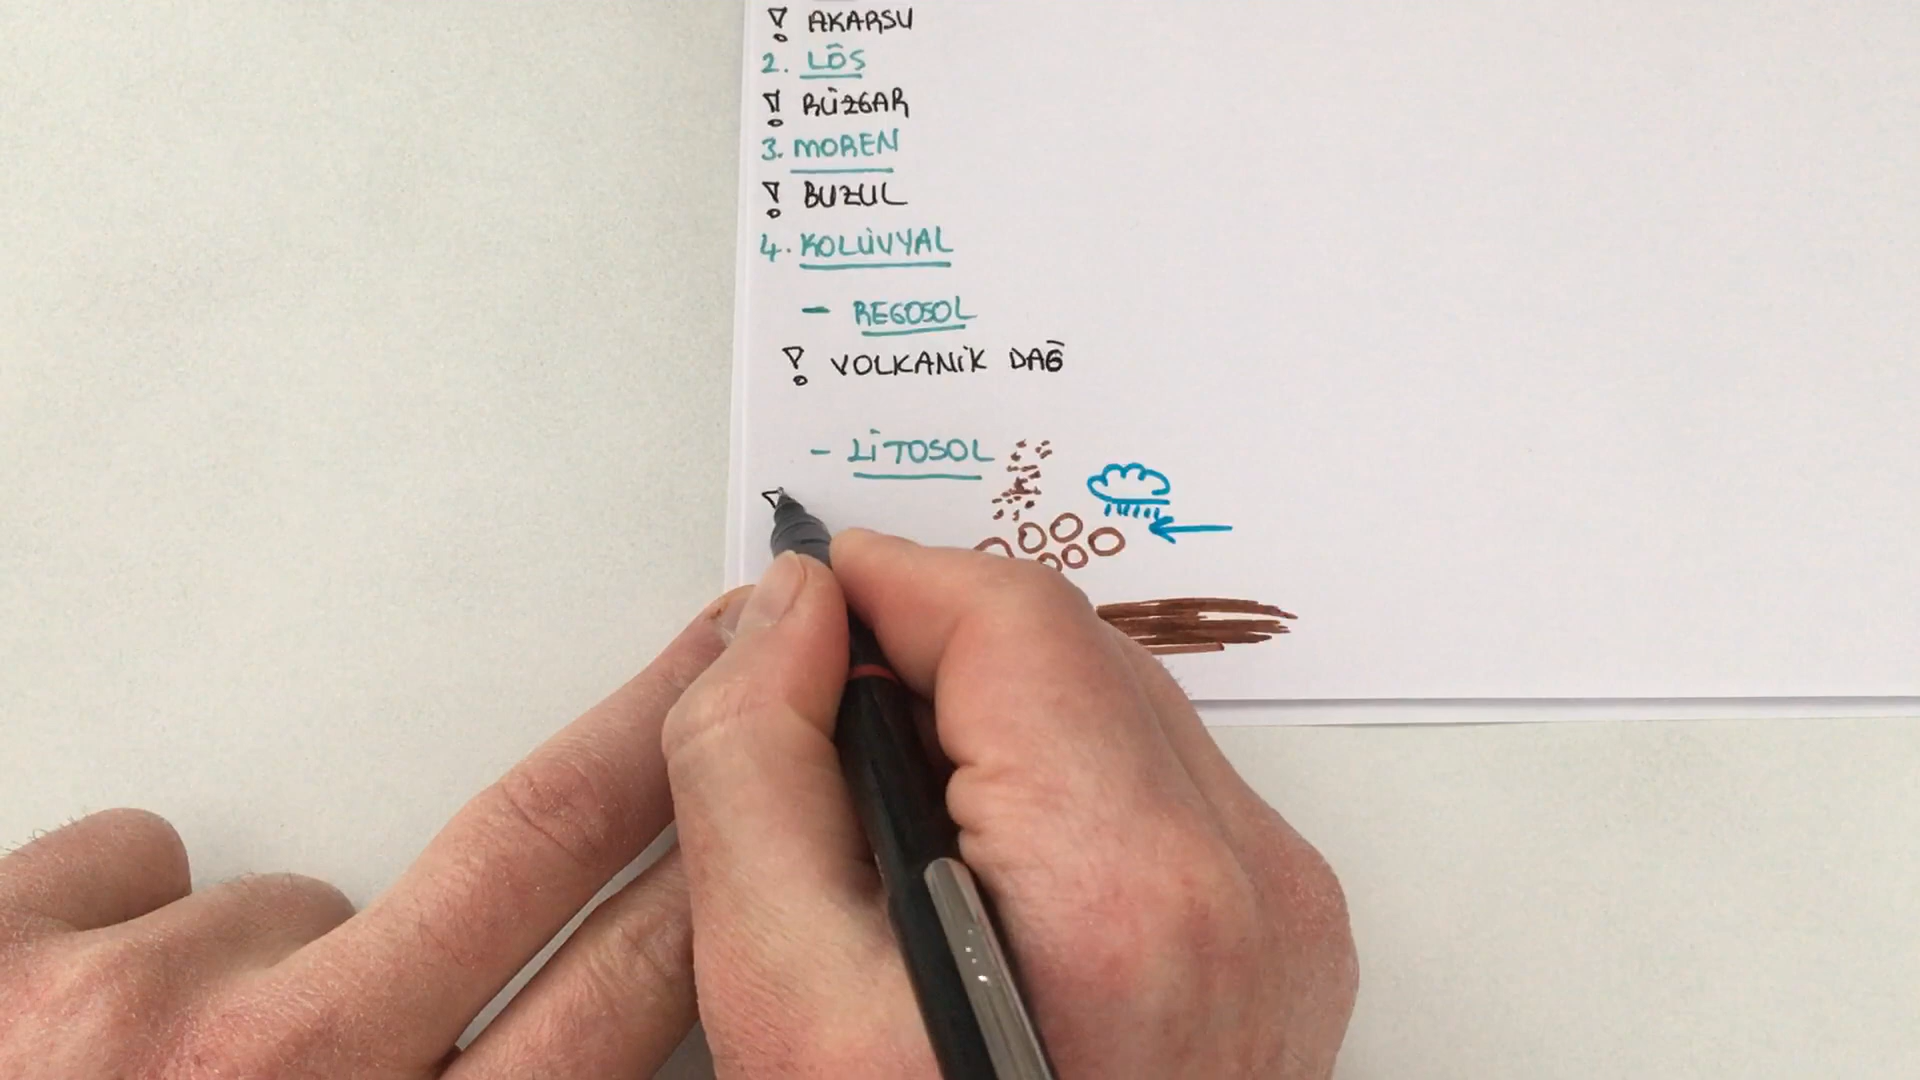 ! AKARSU
2. LÖS
! RÜZGAR
3. MOREN
! BUZUL
4. KOLÜVYAL
- REGOSOL
! VOLKANİK DAĞ
- LİTOSOL